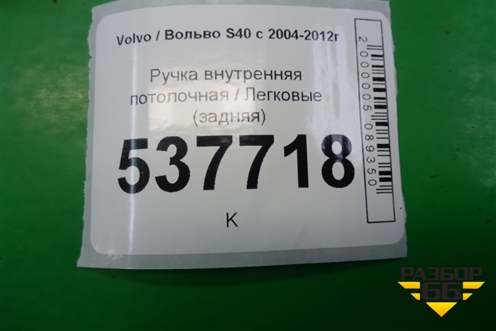 Volvo / Вольво S40 с 2004-2012г
Ручка внутренняя
потолочная / Легковые
(задняя)
537718
К
2000005089350
РАЗБОР
66